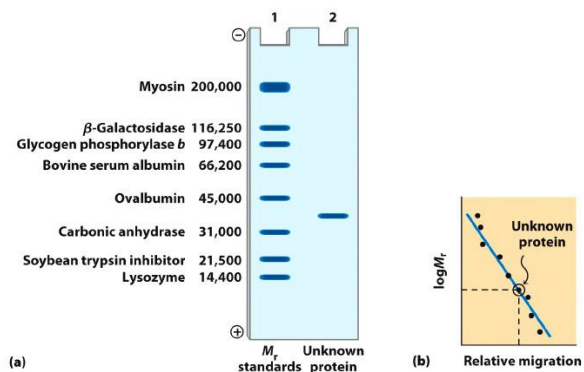 1 2
⊖
Myosin 200,000
β-Galactosidase 116,250
Glycogen phosphorylase b 97,400
Bovine serum albumin 66,200
Ovalbumin 45,000
Carbonic anhydrase 31,000
Soybean trypsin inhibitor 21,500
Lysozyme 14,400
⊕
Mr Unknown
standards protein
(a)
Unknown
protein
logMr
Relative migration
(b)